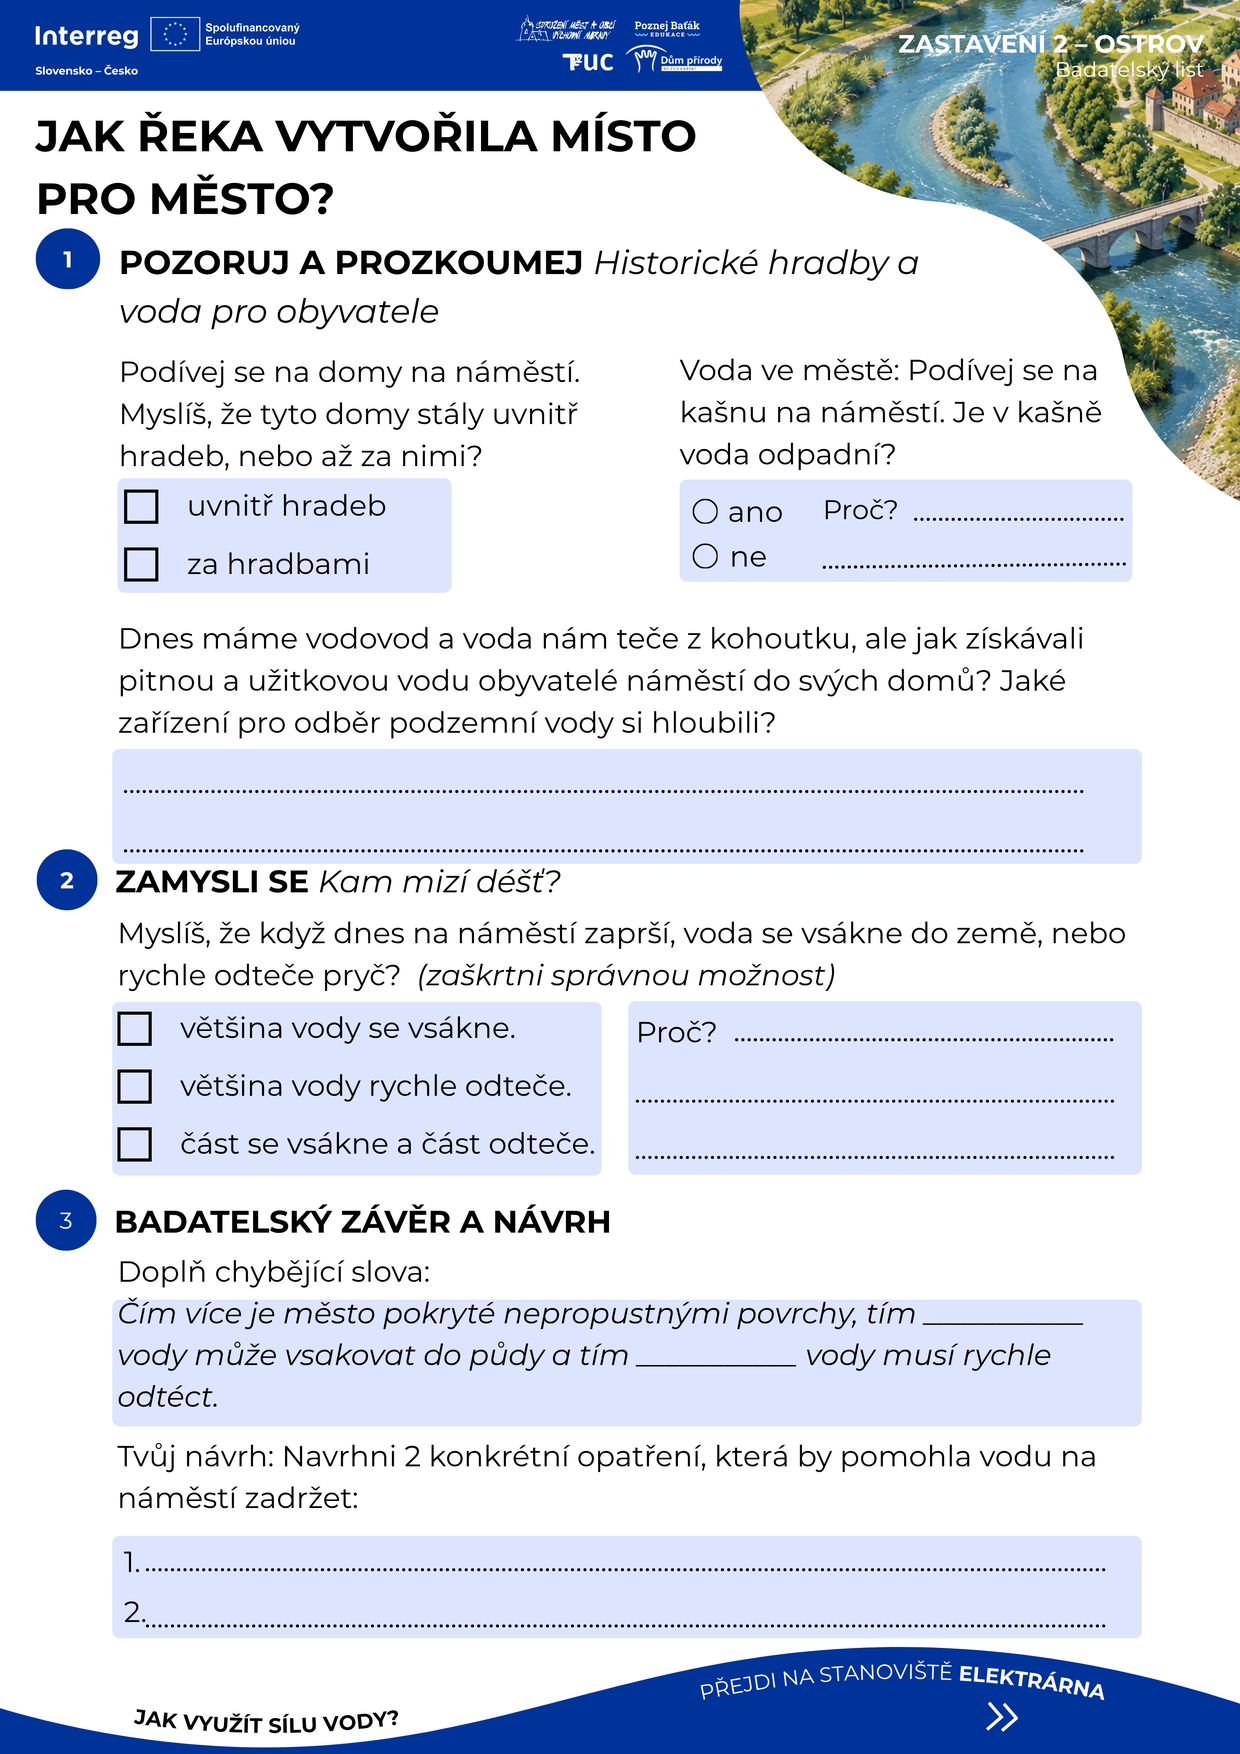 Interreg
Spolufinancovaný
Európskou úniou
Slovensko – Česko
Poznej Baťák
EDUKACE
TUC
Dům přírody
ZASTAVENÍ 2 – OSTROV
Badatelský list
JAK ŘEKA VYTVOŘILA MÍSTO
PRO MĚSTO?
1
POZORUJ A PROZKOUMEJ Historické hradby a
voda pro obyvatele
Podívej se na domy na náměstí.
Myslíš, že tyto domy stály uvnitř
hradeb, nebo až za nimi?
uvnitř hradeb
za hradbami
Voda ve městě: Podívej se na
kašnu na náměstí. Je v kašně
voda odpadní?
ano Proč? ..................................
ne ..................................................
Dnes máme vodovod a voda nám teče z kohoutku, ale jak získávali
pitnou a užitkovou vodu obyvatelé náměstí do svých domů? Jaké
zařízení pro odběr podzemní vody si hloubili?
................................................................................
................................................................................
2
ZAMYSLI SE Kam mizí déšť?
Myslíš, že když dnes na náměstí zaprší, voda se vsákne do země, nebo
rychle odteče pryč? (zaškrtni správnou možnost)
většina vody se vsákne.
většina vody rychle odteče.
část se vsákne a část odteče.
Proč? ..............................................................
................................................................................
................................................................................
3
BADATELSKÝ ZÁVĚR A NÁVRH
Doplň chybějící slova:
Čím více je město pokryté nepropustnými povrchy, tím ___________
vody může vsakovat do půdy a tím ___________ vody musí rychle
odtéct.
Tvůj návrh: Navrhni 2 konkrétní opatření, která by pomohla vodu na
náměstí zadržet:
1. ................................................................................
2. ................................................................................
PŘEJDI NA STANOVIŠTĚ ELEKTRÁRNA
JAK VYUŽÍT SÍLU VODY?